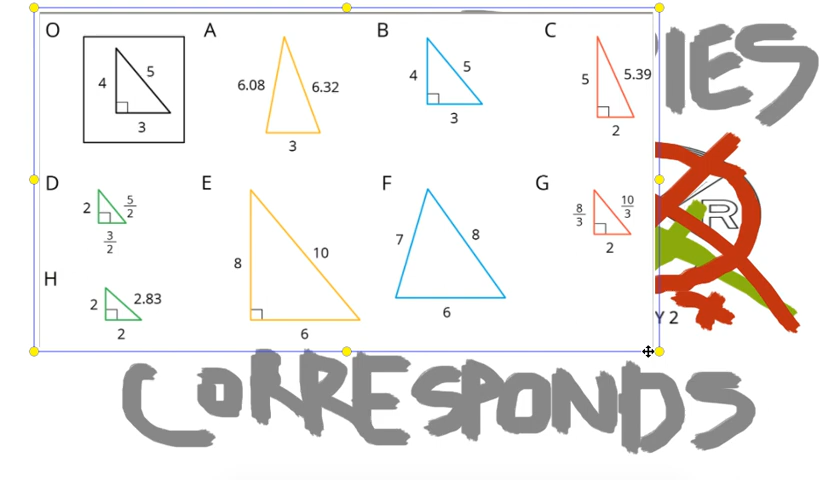 O A B C
4 5 3
6.08 6.32 3
4 5 3
5 5.39 2
IES
D E F G
2 5/2 3/2
8 10 6
7 8 6
8/3 10/3 2
R
H
2 2.83 2
Y 2
CORRESPONDS